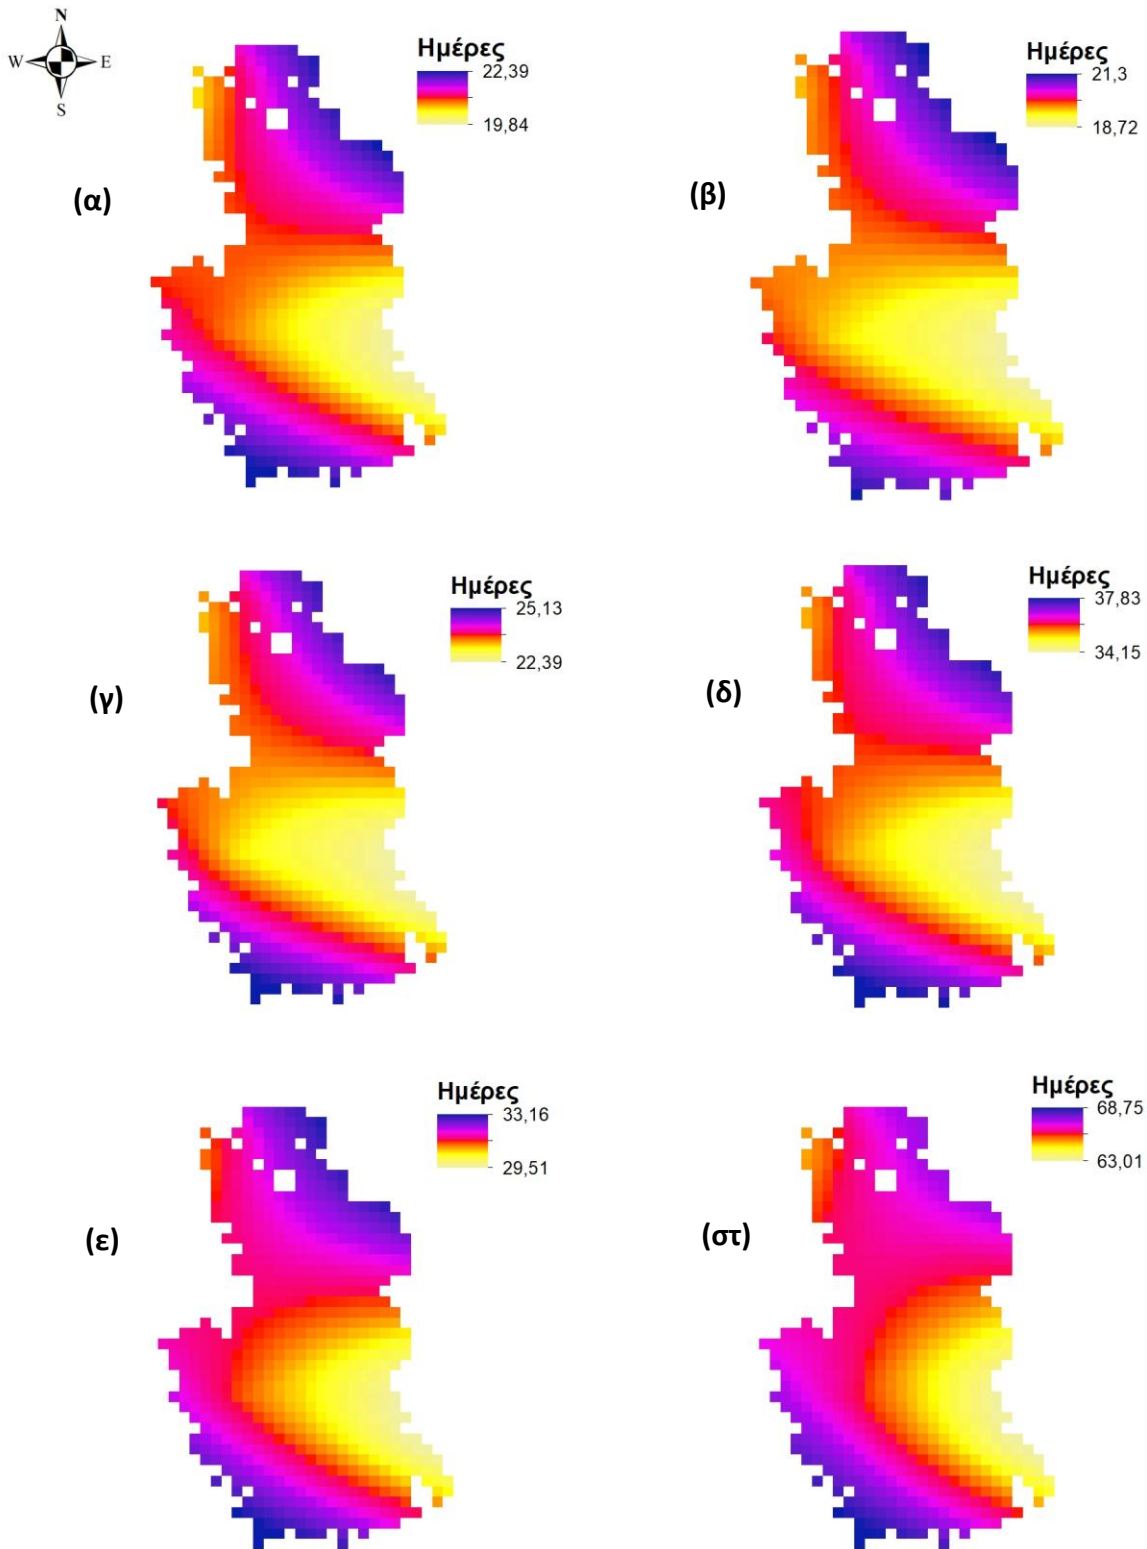 N
W E
S
Ημέρες
22,39
19,84
(α)
Ημέρες
21,3
18,72
(β)
Ημέρες
25,13
22,39
(γ)
Ημέρες
37,83
34,15
(δ)
Ημέρες
33,16
29,51
(ε)
Ημέρες
68,75
63,01
(στ)